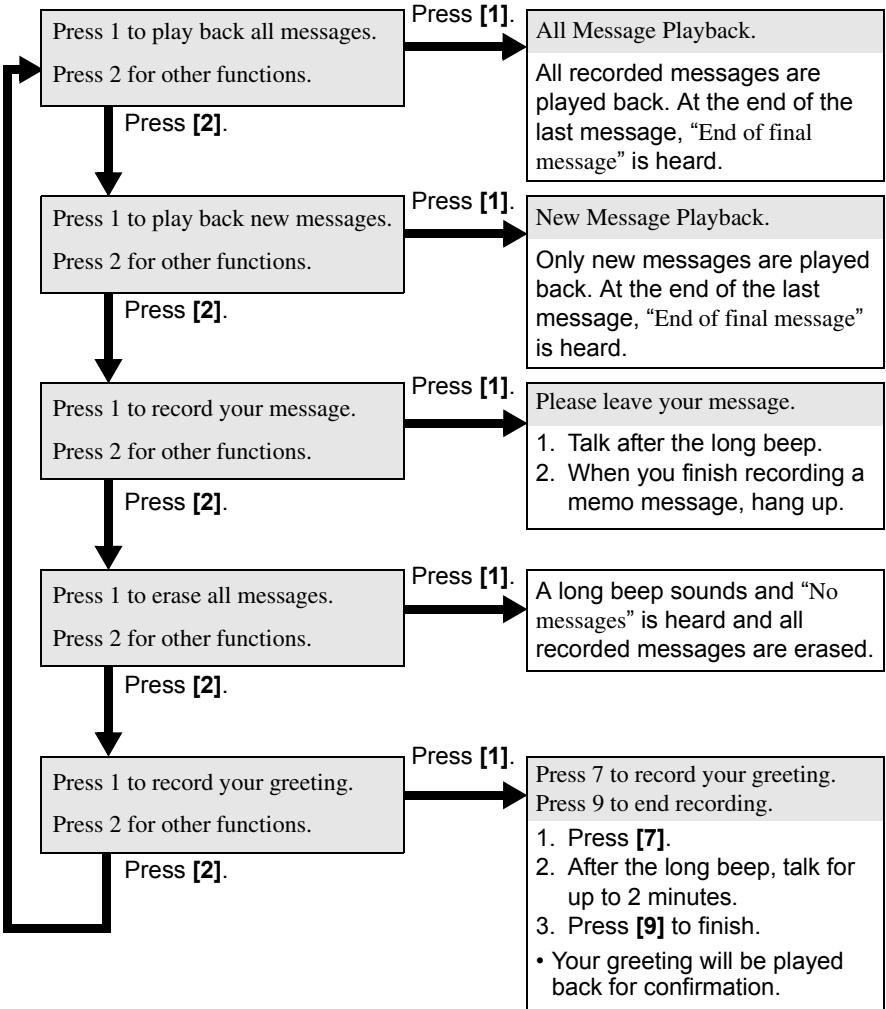 Press 1 to play back all messages.
Press 2 for other functions.
Press [1].
All Message Playback.
All recorded messages are
played back. At the end of the
last message, “End of final
message” is heard.
Press [2].
Press 1 to play back new messages.
Press 2 for other functions.
Press [1].
New Message Playback.
Only new messages are played
back. At the end of the last
message, “End of final message”
is heard.
Press [2].
Press 1 to record your message.
Press 2 for other functions.
Press [1].
Please leave your message.
1. Talk after the long beep.
2. When you finish recording a
memo message, hang up.
Press [2].
Press 1 to erase all messages.
Press 2 for other functions.
Press [1].
A long beep sounds and “No
messages” is heard and all
recorded messages are erased.
Press [2].
Press 1 to record your greeting.
Press 2 for other functions.
Press [1].
Press 7 to record your greeting.
Press 9 to end recording.
1. Press [7].
2. After the long beep, talk for
up to 2 minutes.
3. Press [9] to finish.
• Your greeting will be played
back for confirmation.
Press [2].